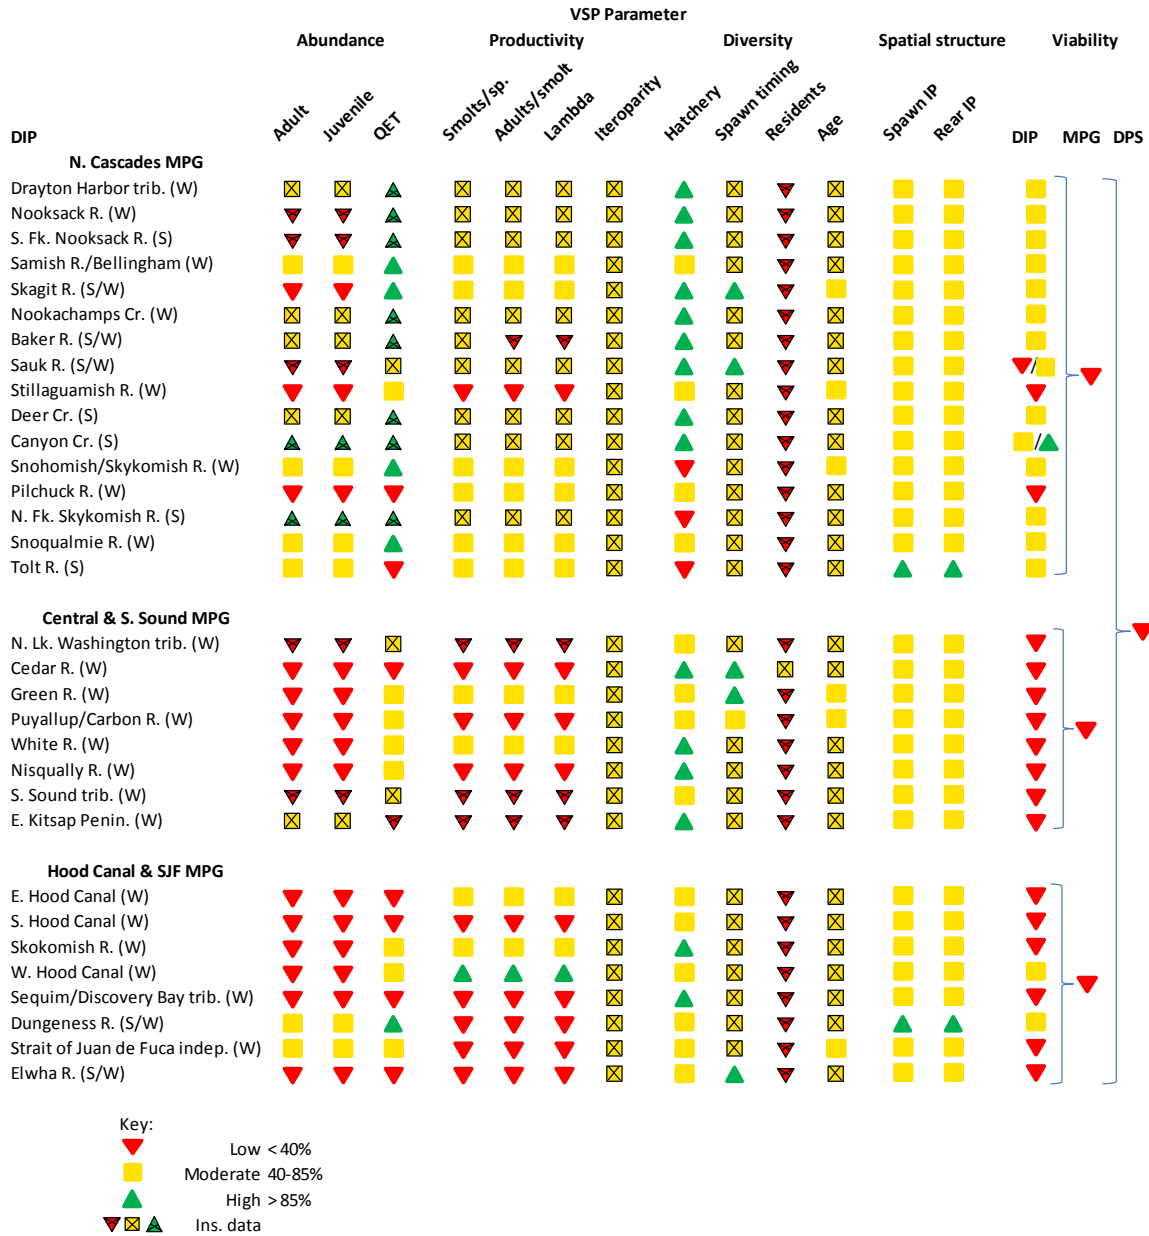 VSP Parameter
Abundance Productivity Diversity Spatial structure Viability
DIP Adult Juvenile QET Smolts/sp. Adults/smolt Lambda Iteroparity Hatchery Spawn timing Residents Age Spawn IP Rear IP DIP MPG DPS
N. Cascades MPG
Drayton Harbor trib. (W)
Nooksack R. (W)
S. Fk. Nooksack R. (S)
Samish R./Bellingham (W)
Skagit R. (S/W)
Nookachamps Cr. (W)
Baker R. (S/W)
Sauk R. (S/W) /
Stillaguamish R. (W)
Deer Cr. (S)
Canyon Cr. (S) /
Snohomish/Skykomish R. (W)
Pilchuck R. (W)
N. Fk. Skykomish R. (S)
Snoqualmie R. (W)
Tolt R. (S)
Central & S. Sound MPG
N. Lk. Washington trib. (W)
Cedar R. (W)
Green R. (W)
Puyallup/Carbon R. (W)
White R. (W)
Nisqually R. (W)
S. Sound trib. (W)
E. Kitsap Penin. (W)
Hood Canal & SJF MPG
E. Hood Canal (W)
S. Hood Canal (W)
Skokomish R. (W)
W. Hood Canal (W)
Sequim/Discovery Bay trib. (W)
Dungeness R. (S/W)
Strait of Juan de Fuca indep. (W)
Elwha R. (S/W)
Key:
Low < 40%
Moderate 40-85%
High > 85%
Ins. data